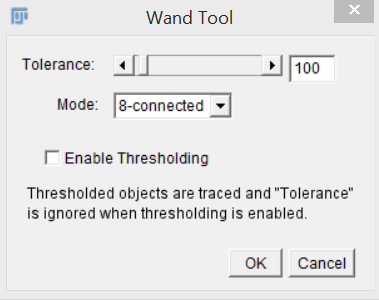 Wand Tool
Tolerance: 100
Mode: 8-connected
Enable Thresholding
Thresholded objects are traced and "Tolerance"
is ignored when thresholding is enabled.
OK Cancel